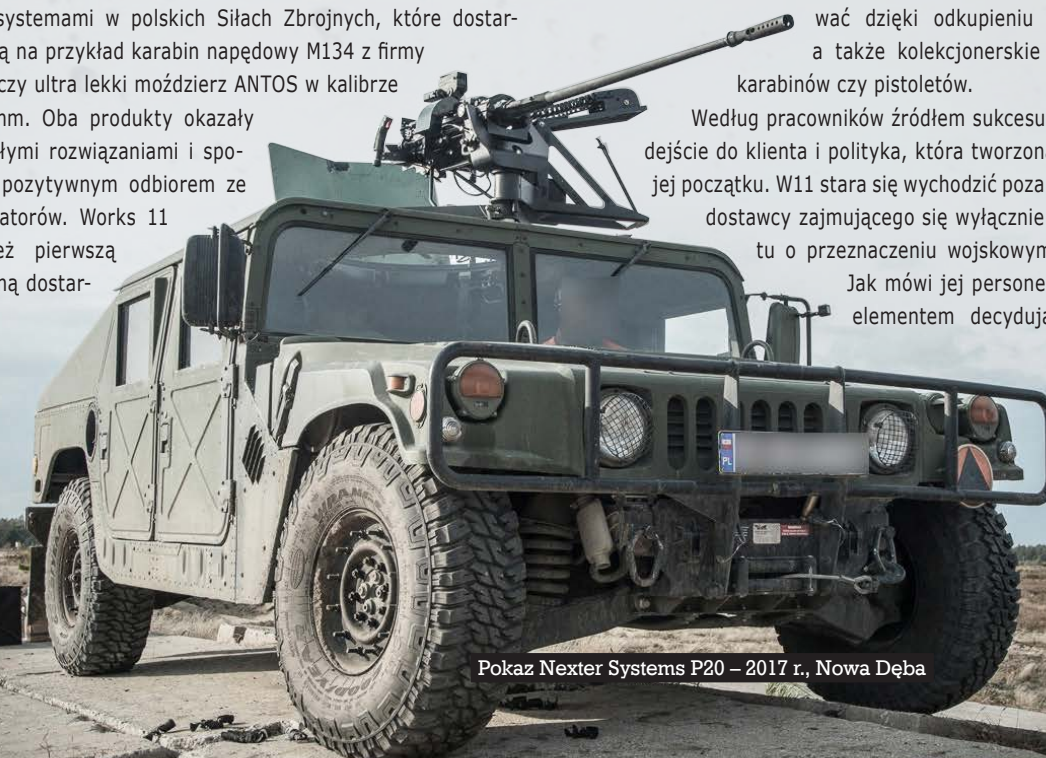 systemami w polskich Siłach Zbrojnych, które dostar-
ą na przykład karabin napędowy M134 z firmy
czy ultra lekki moździerz ANTOS w kalibrze
mm. Oba produkty okazały
łymi rozwiązaniami i spo-
pozytywnym odbiorem ze
atorów. Works 11
eż pierwszą
ną dostar-
wać dzięki odkupieniu
a także kolekcjonerskie
karabinów czy pistoletów.
Według pracowników źródłem sukcesu
dejście do klienta i polityka, która tworzona
jej początku. W11 stara się wychodzić poza
dostawcy zajmującego się wyłącznie
tu o przeznaczeniu wojskowym
Jak mówi jej persone
elementem decydują
PL
Pokaz Nexter Systems P20 – 2017 r., Nowa Dęba